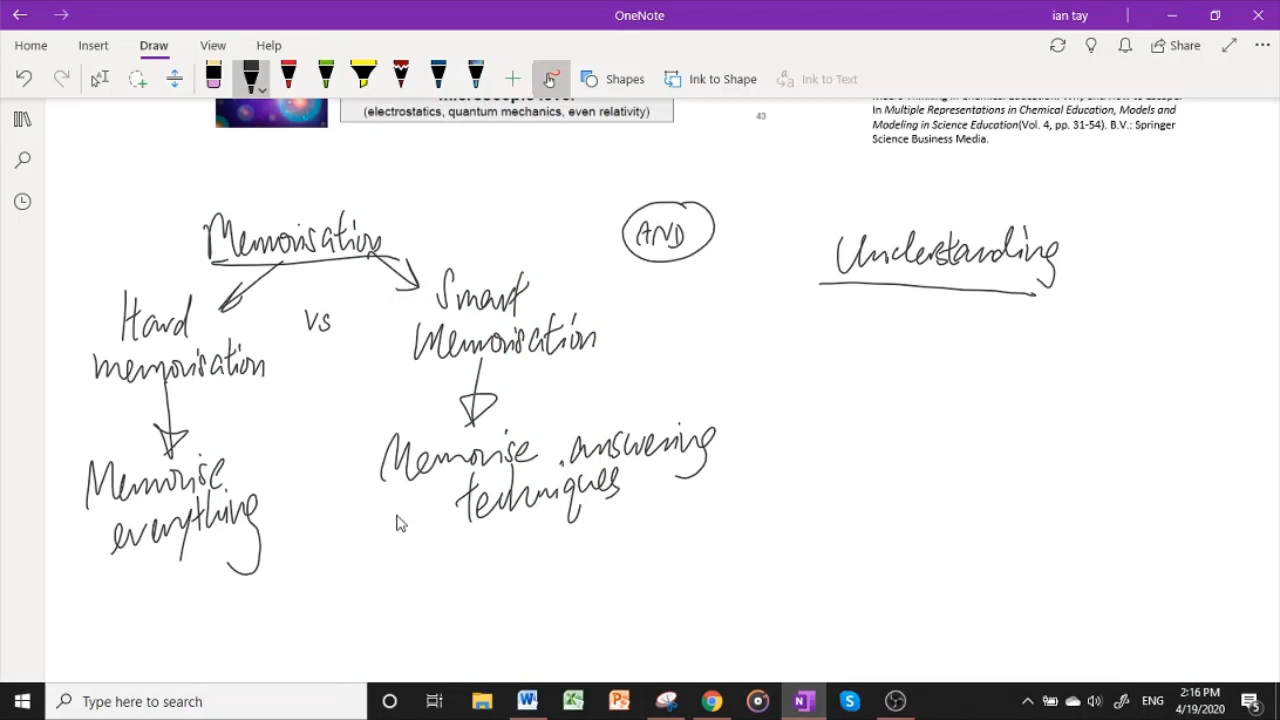 OneNote
ian tay
Home Insert Draw View Help
Share
Shapes
Ink to Shape
Ink to Text
(electrostatics, quantum mechanics, even relativity)
43
In Multiple Representations in Chemical Education, Models and
Modeling in Science Education(Vol. 4, pp. 31-54). B.V.: Springer
Science Business Media.
Memorisation
AND
Understanding
Hard
memorisation
vs
Smart
Memorisation
Memorise
everything
Memorise answering
techniques
Type here to search
ENG
2:16 PM
4/19/2020
5